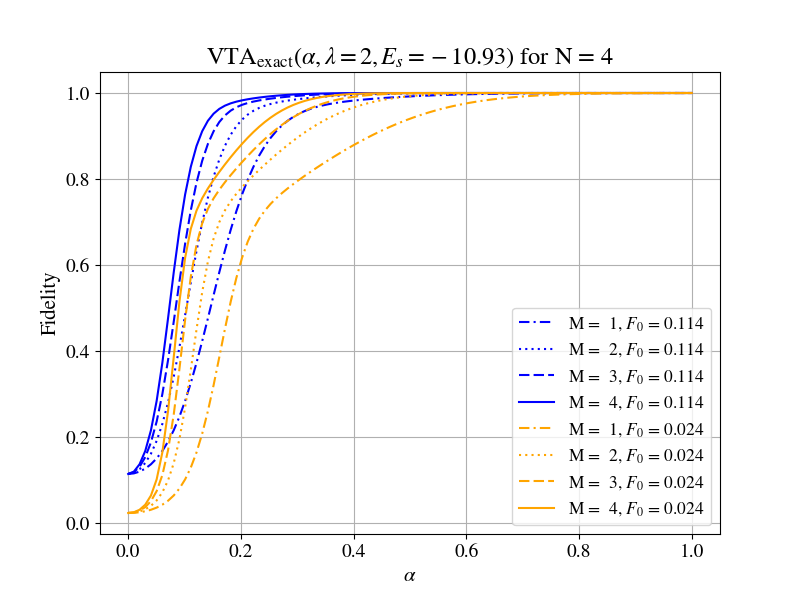 VTA_exact(α, λ = 2, E_s = −10.93) for N = 4
Fidelity
1.0
0.8
0.6
0.4
0.2
0.0
0.0 0.2 0.4 0.6 0.8 1.0
α
M = 1, F_0 = 0.114
M = 2, F_0 = 0.114
M = 3, F_0 = 0.114
M = 4, F_0 = 0.114
M = 1, F_0 = 0.024
M = 2, F_0 = 0.024
M = 3, F_0 = 0.024
M = 4, F_0 = 0.024